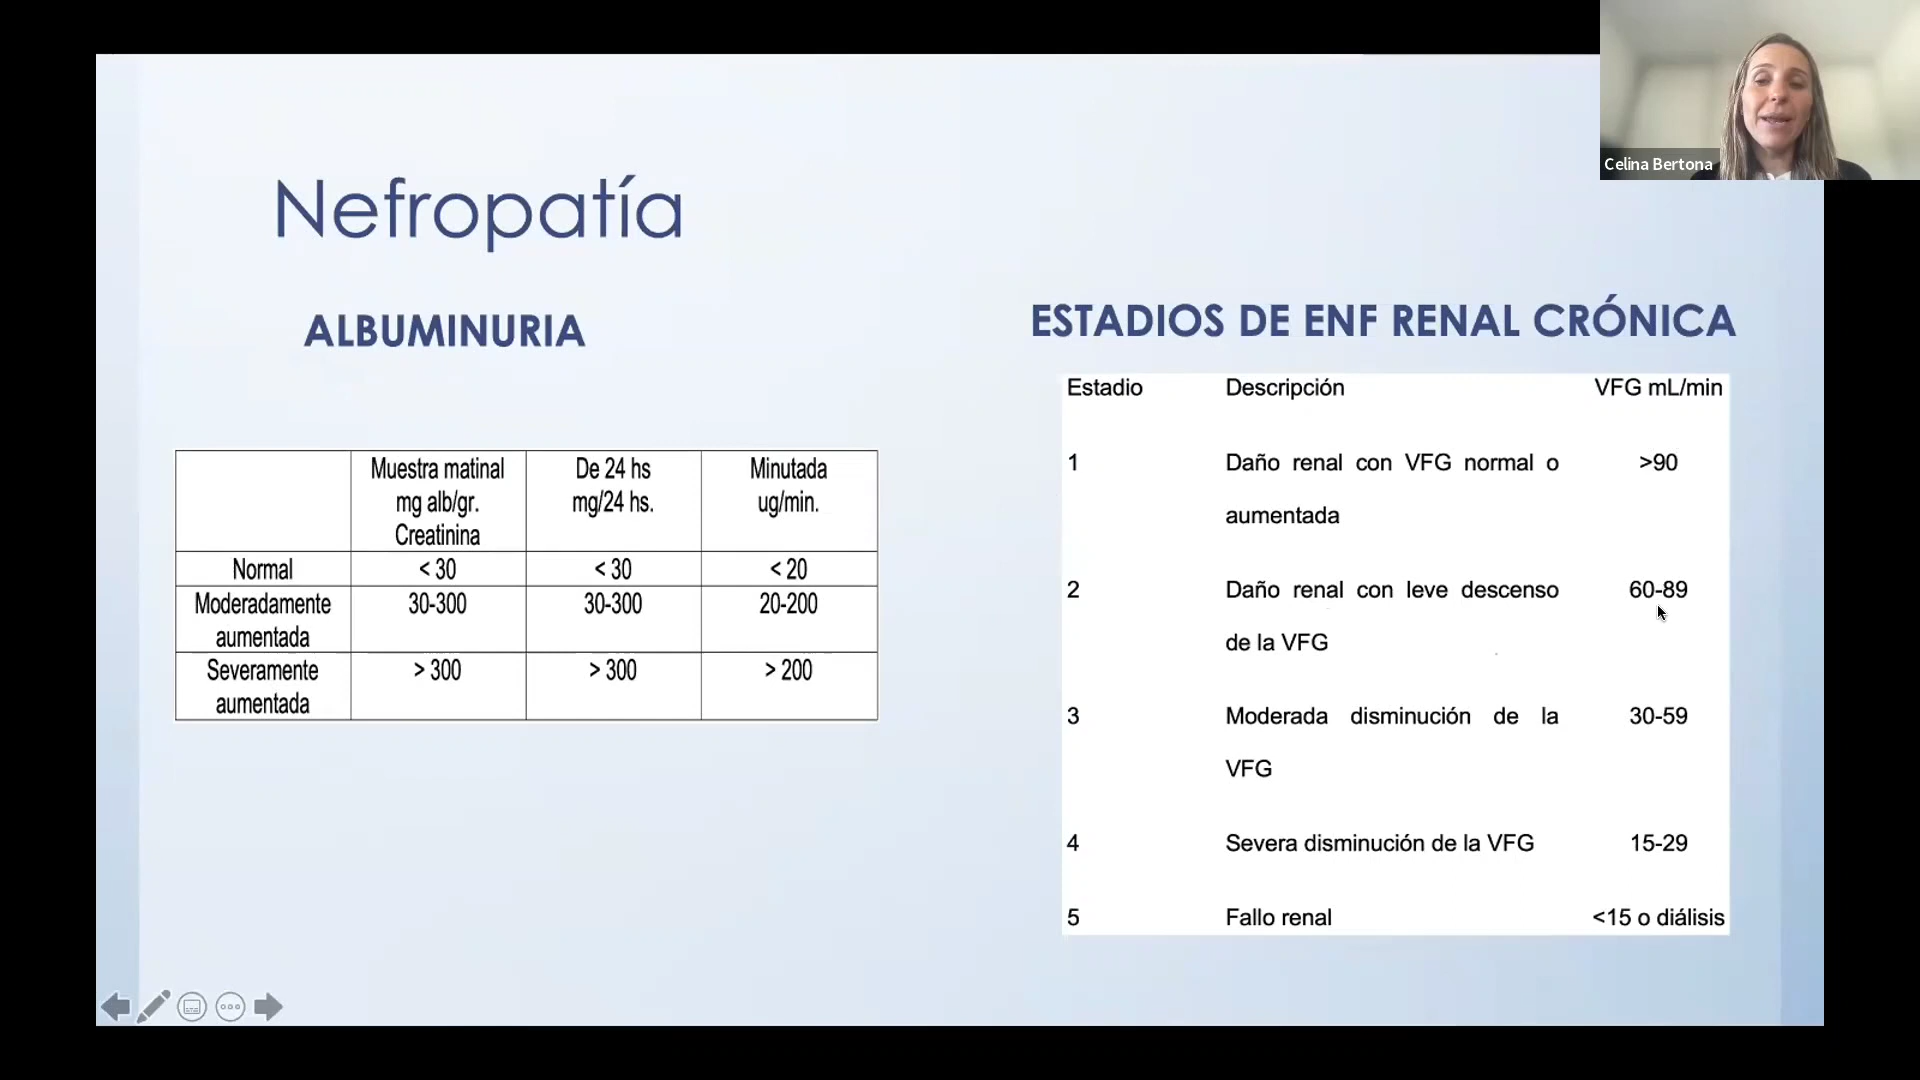 Celina Bertona
Nefropatía
ALBUMINURIA
Muestra matinal De 24 hs Minutada
mg alb/gr. mg/24 hs. ug/min.
Creatinina
Normal < 30 < 30 < 20
Moderadamente 30-300 30-300 20-200
aumentada
Severamente > 300 > 300 > 200
aumentada
ESTADIOS DE ENF RENAL CRÓNICA
Estadio Descripción VFG mL/min
1 Daño renal con VFG normal o >90
aumentada
2 Daño renal con leve descenso 60-89
de la VFG
3 Moderada disminución de la 30-59
VFG
4 Severa disminución de la VFG 15-29
5 Fallo renal <15 o diálisis